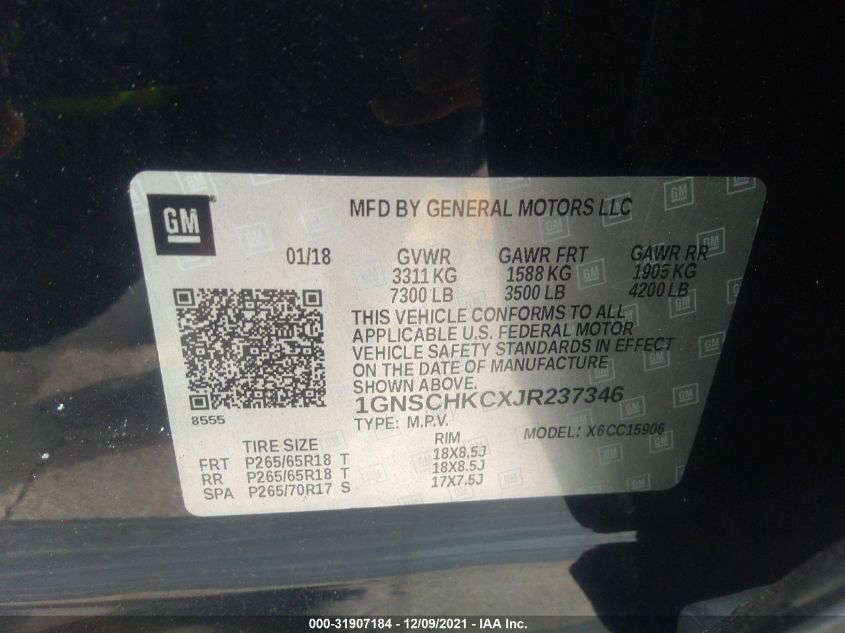 GM
MFD BY GENERAL MOTORS LLC
01/18 GVWR GAWR FRT GAWR RR
3311 KG 1588 KG 1905 KG
7300 LB 3500 LB 4200 LB
THIS VEHICLE CONFORMS TO ALL
APPLICABLE U.S. FEDERAL MOTOR
VEHICLE SAFETY STANDARDS IN EFFECT
ON THE DATE OF MANUFACTURE
SHOWN ABOVE.
1GNSCHKCXJR237346
8555
TYPE: M.P.V. MODEL: X6CC15906
TIRE SIZE RIM
FRT P265/65R18 T 18X8.5J
RR P265/65R18 T 18X8.5J
SPA P265/70R17 S 17X7.5J
000-31907184 - 12/09/2021 - IAA Inc.